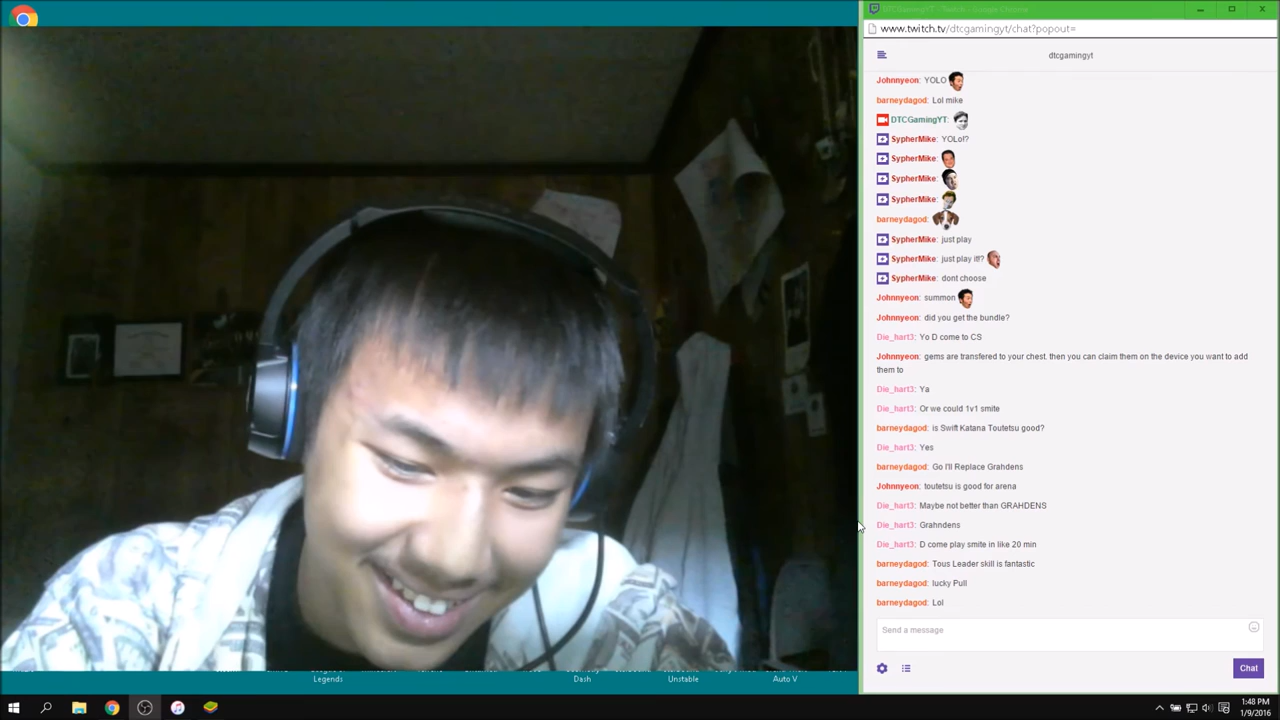 DTCGamingYT - Twitch - Google Chrome
www.twitch.tv/dtcgamingyt/chat?popout=
dtcgamingyt
Johnnyeon: YOLO
barneydagod: Lol mike
DTCGamingYT:
SypherMike: YOLof?
SypherMike:
SypherMike:
SypherMike:
barneydagod:
SypherMike: just play
SypherMike: just play it!?
SypherMike: dont choose
Johnnyeon: summon
Johnnyeon: did you get the bundle?
Die_hart3: Yo D come to CS
Johnnyeon: gems are transfered to your chest. then you can claim them on the device you want to add
them to
Die_hart3: Ya
Die_hart3: Or we could 1v1 smite
barneydagod: is Swift Katana Toutetsu good?
Die_hart3: Yes
barneydagod: Go I'll Replace Grahdens
Johnnyeon: toutetsu is good for arena
Die_hart3: Maybe not better than GRAHDENS
Die_hart3: Grahndens
Die_hart3: D come play smite in like 20 min
barneydagod: Tous Leader skill is fantastic
barneydagod: lucky Pull
barneydagod: Lol
Send a message
Chat
Legends
Dash
Unstable
Auto V
1:48 PM
1/9/2016